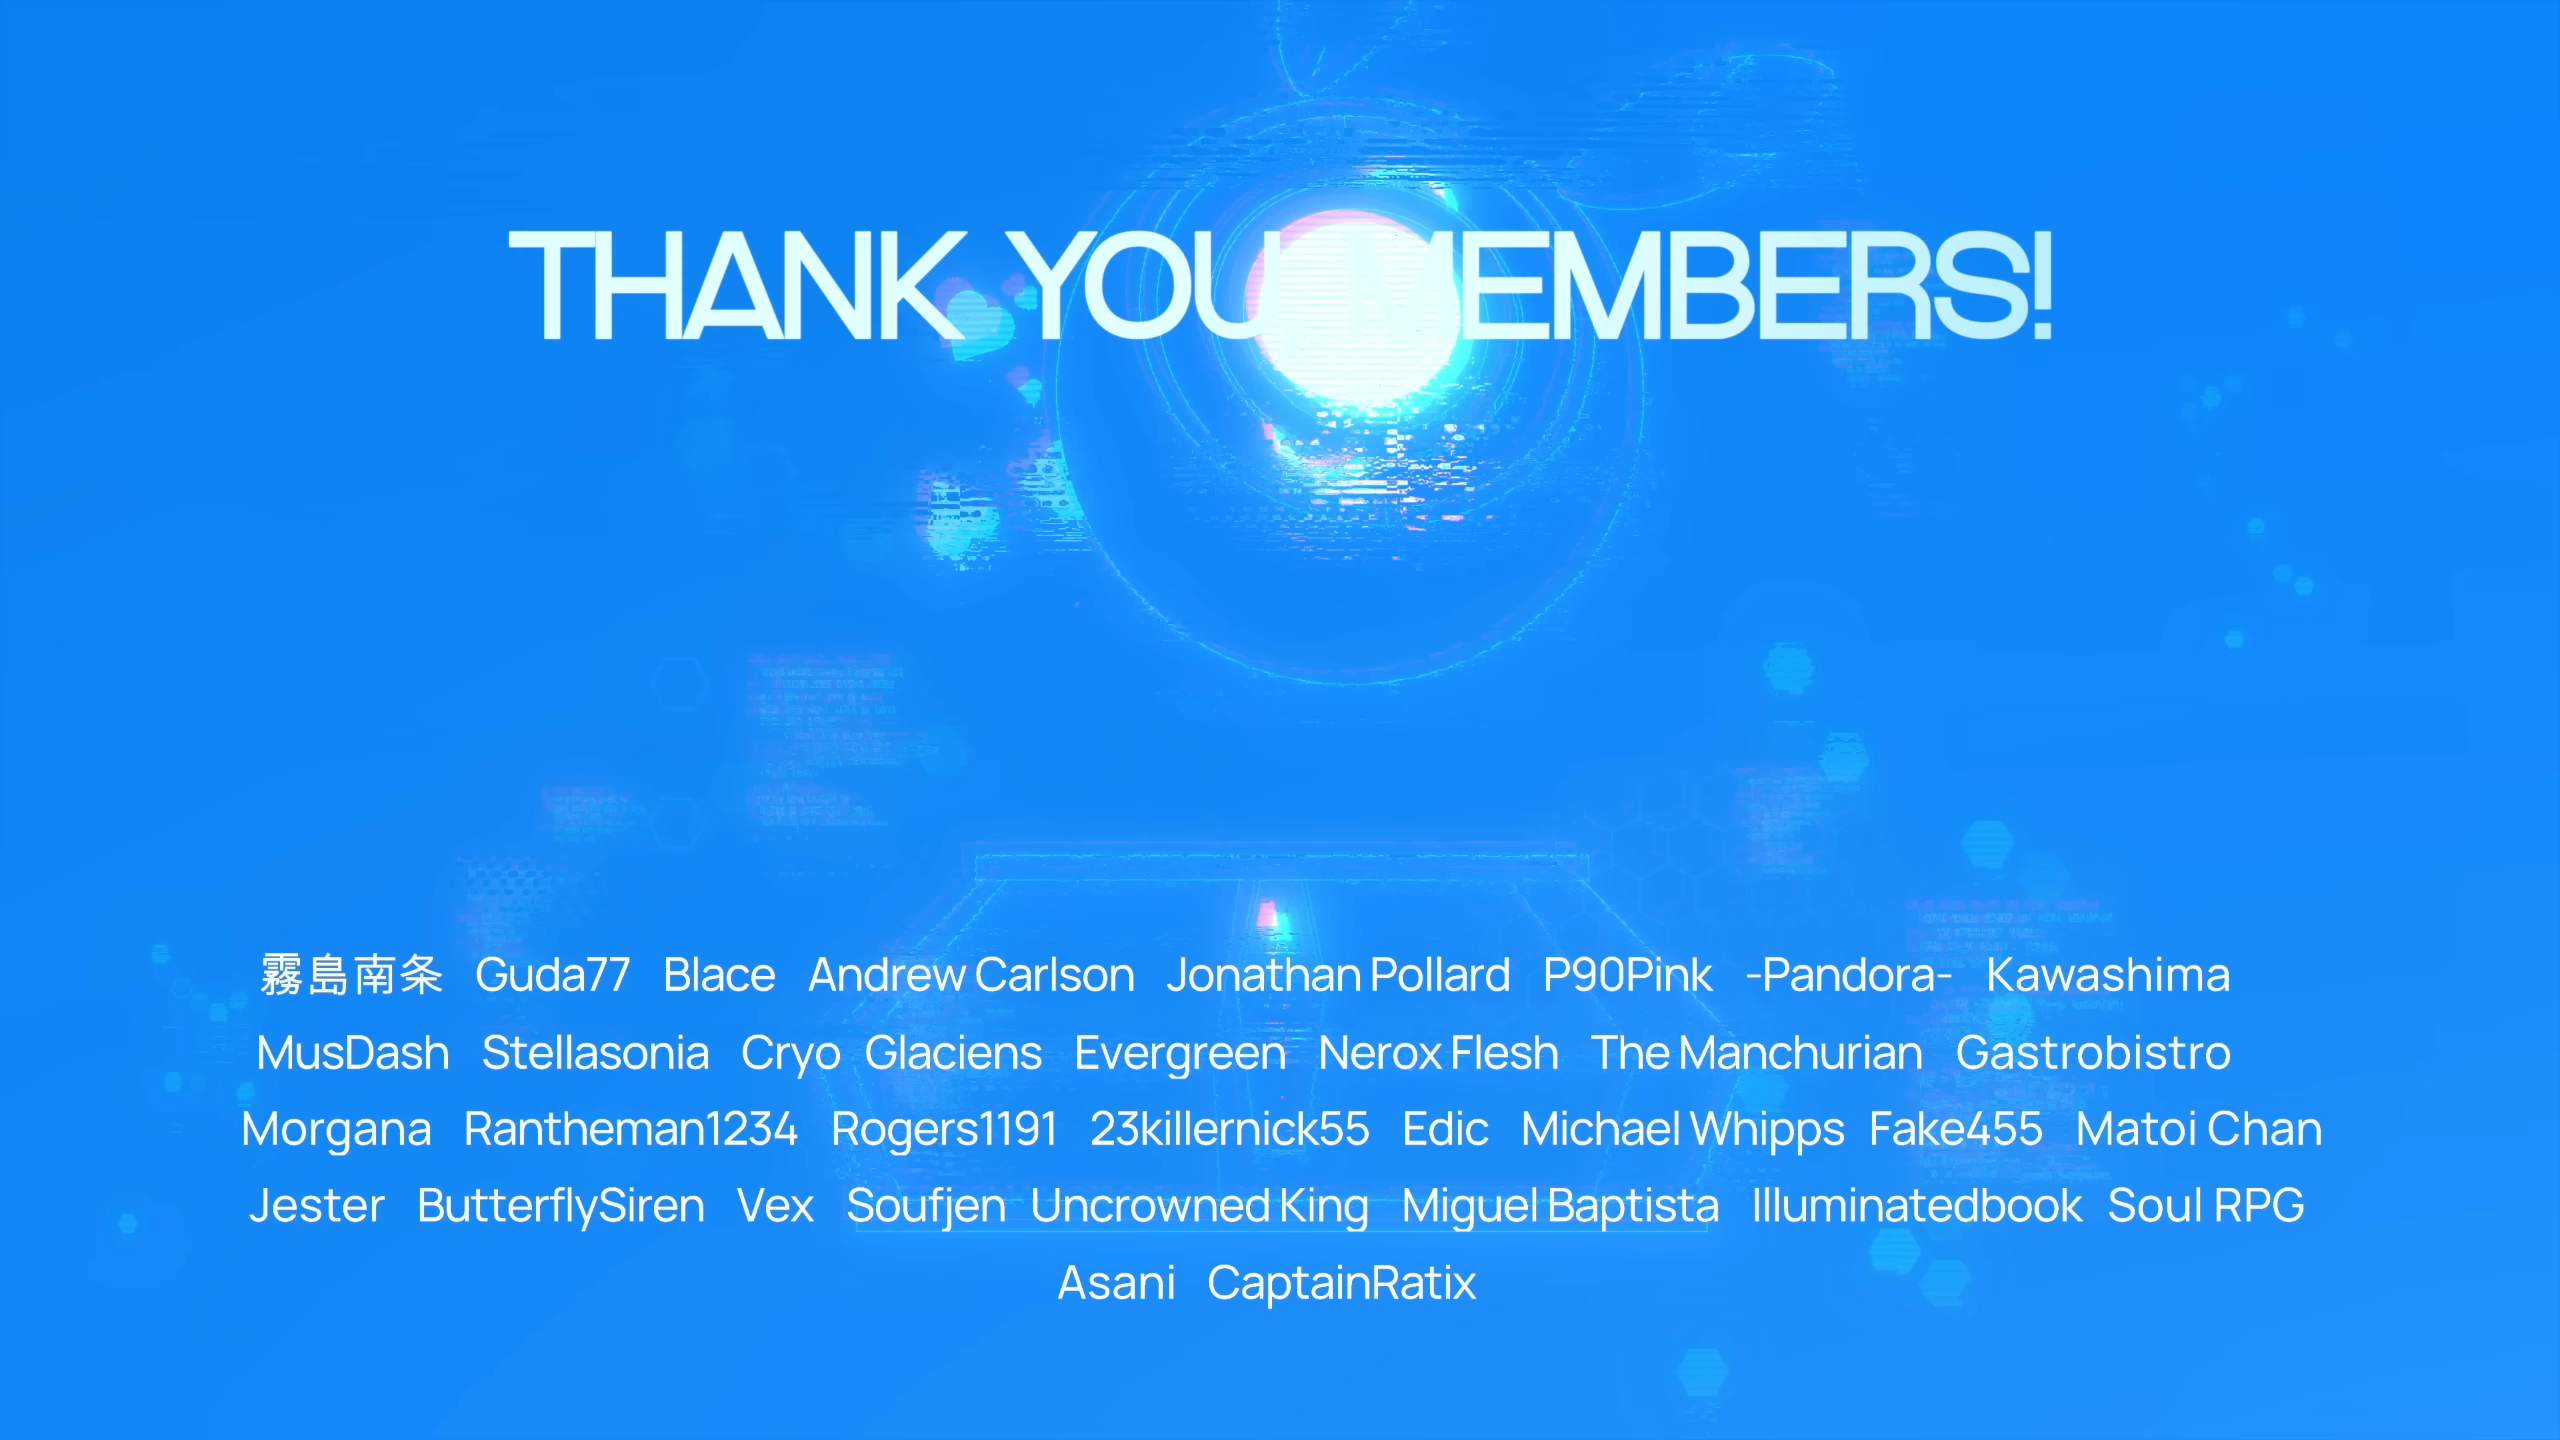 THANK YOU MEMBERS!
霧島南条 Guda77 Blace Andrew Carlson Jonathan Pollard P90Pink -Pandora- Kawashima
MusDash Stellasonia Cryo Glaciens Evergreen Nerox Flesh The Manchurian Gastrobistro
Morgana Rantheman1234 Rogers1191 23killernick55 Edic Michael Whipps Fake455 Matoi Chan
Jester ButterflySiren Vex Soufjen Uncrowned King Miguel Baptista Illuminatedbook Soul RPG
Asani CaptainRatix